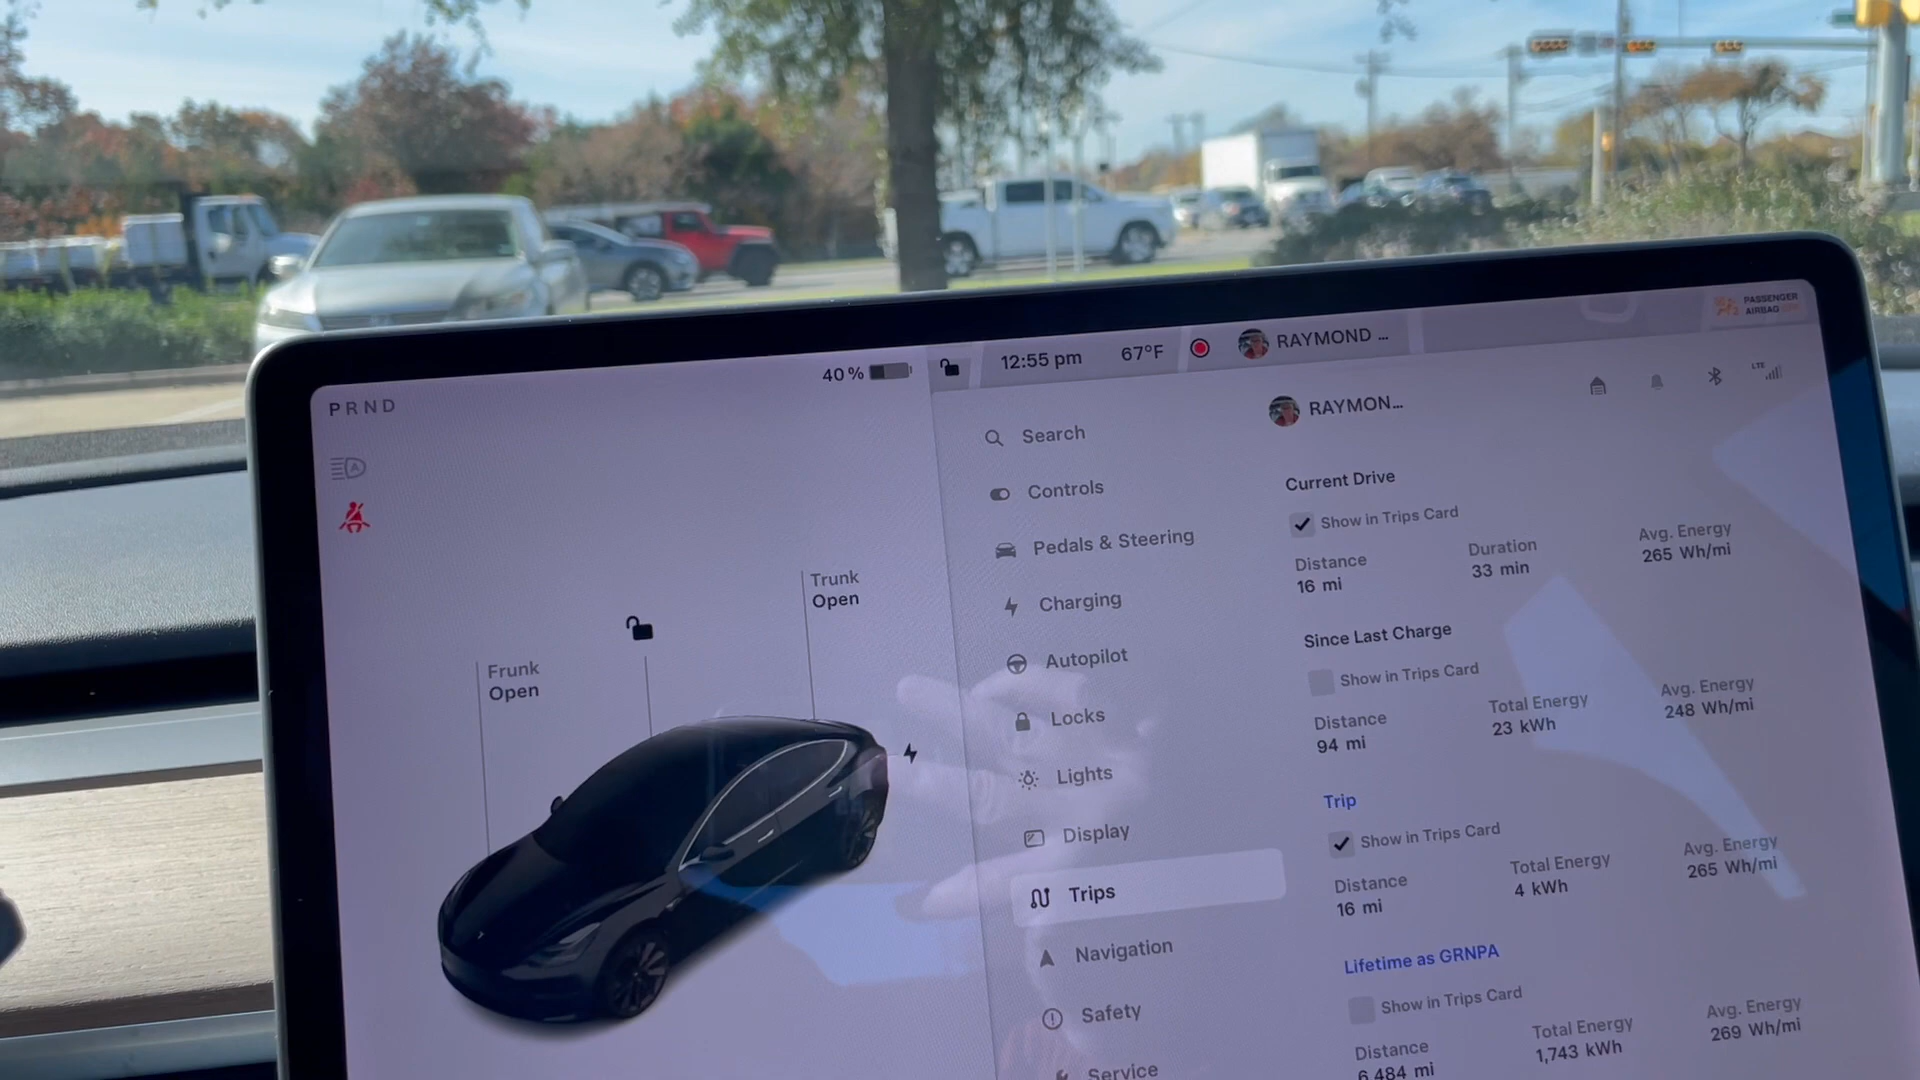 40 %
12:55 pm
67°F
RAYMOND ...
PASSENGER
AIRBAG OFF
PRND
LTE
RAYMON...
Search
Controls
Pedals & Steering
Charging
Autopilot
Locks
Lights
Display
Trips
Navigation
Safety
Service
Trunk
Open
Frunk
Open
Current Drive
Show in Trips Card
Distance
16 mi
Duration
33 min
Avg. Energy
265 Wh/mi
Since Last Charge
Show in Trips Card
Distance
94 mi
Total Energy
23 kWh
Avg. Energy
248 Wh/mi
Trip
Show in Trips Card
Distance
16 mi
Total Energy
4 kWh
Avg. Energy
265 Wh/mi
Lifetime as GRNPA
Show in Trips Card
Distance
6,484 mi
Total Energy
1,743 kWh
Avg. Energy
269 Wh/mi